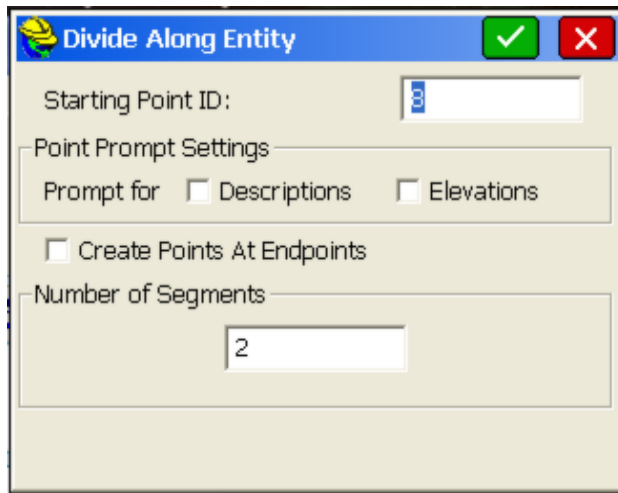 Divide Along Entity
Starting Point ID: 8
Point Prompt Settings
Prompt for Descriptions Elevations
Create Points At Endpoints
Number of Segments
2